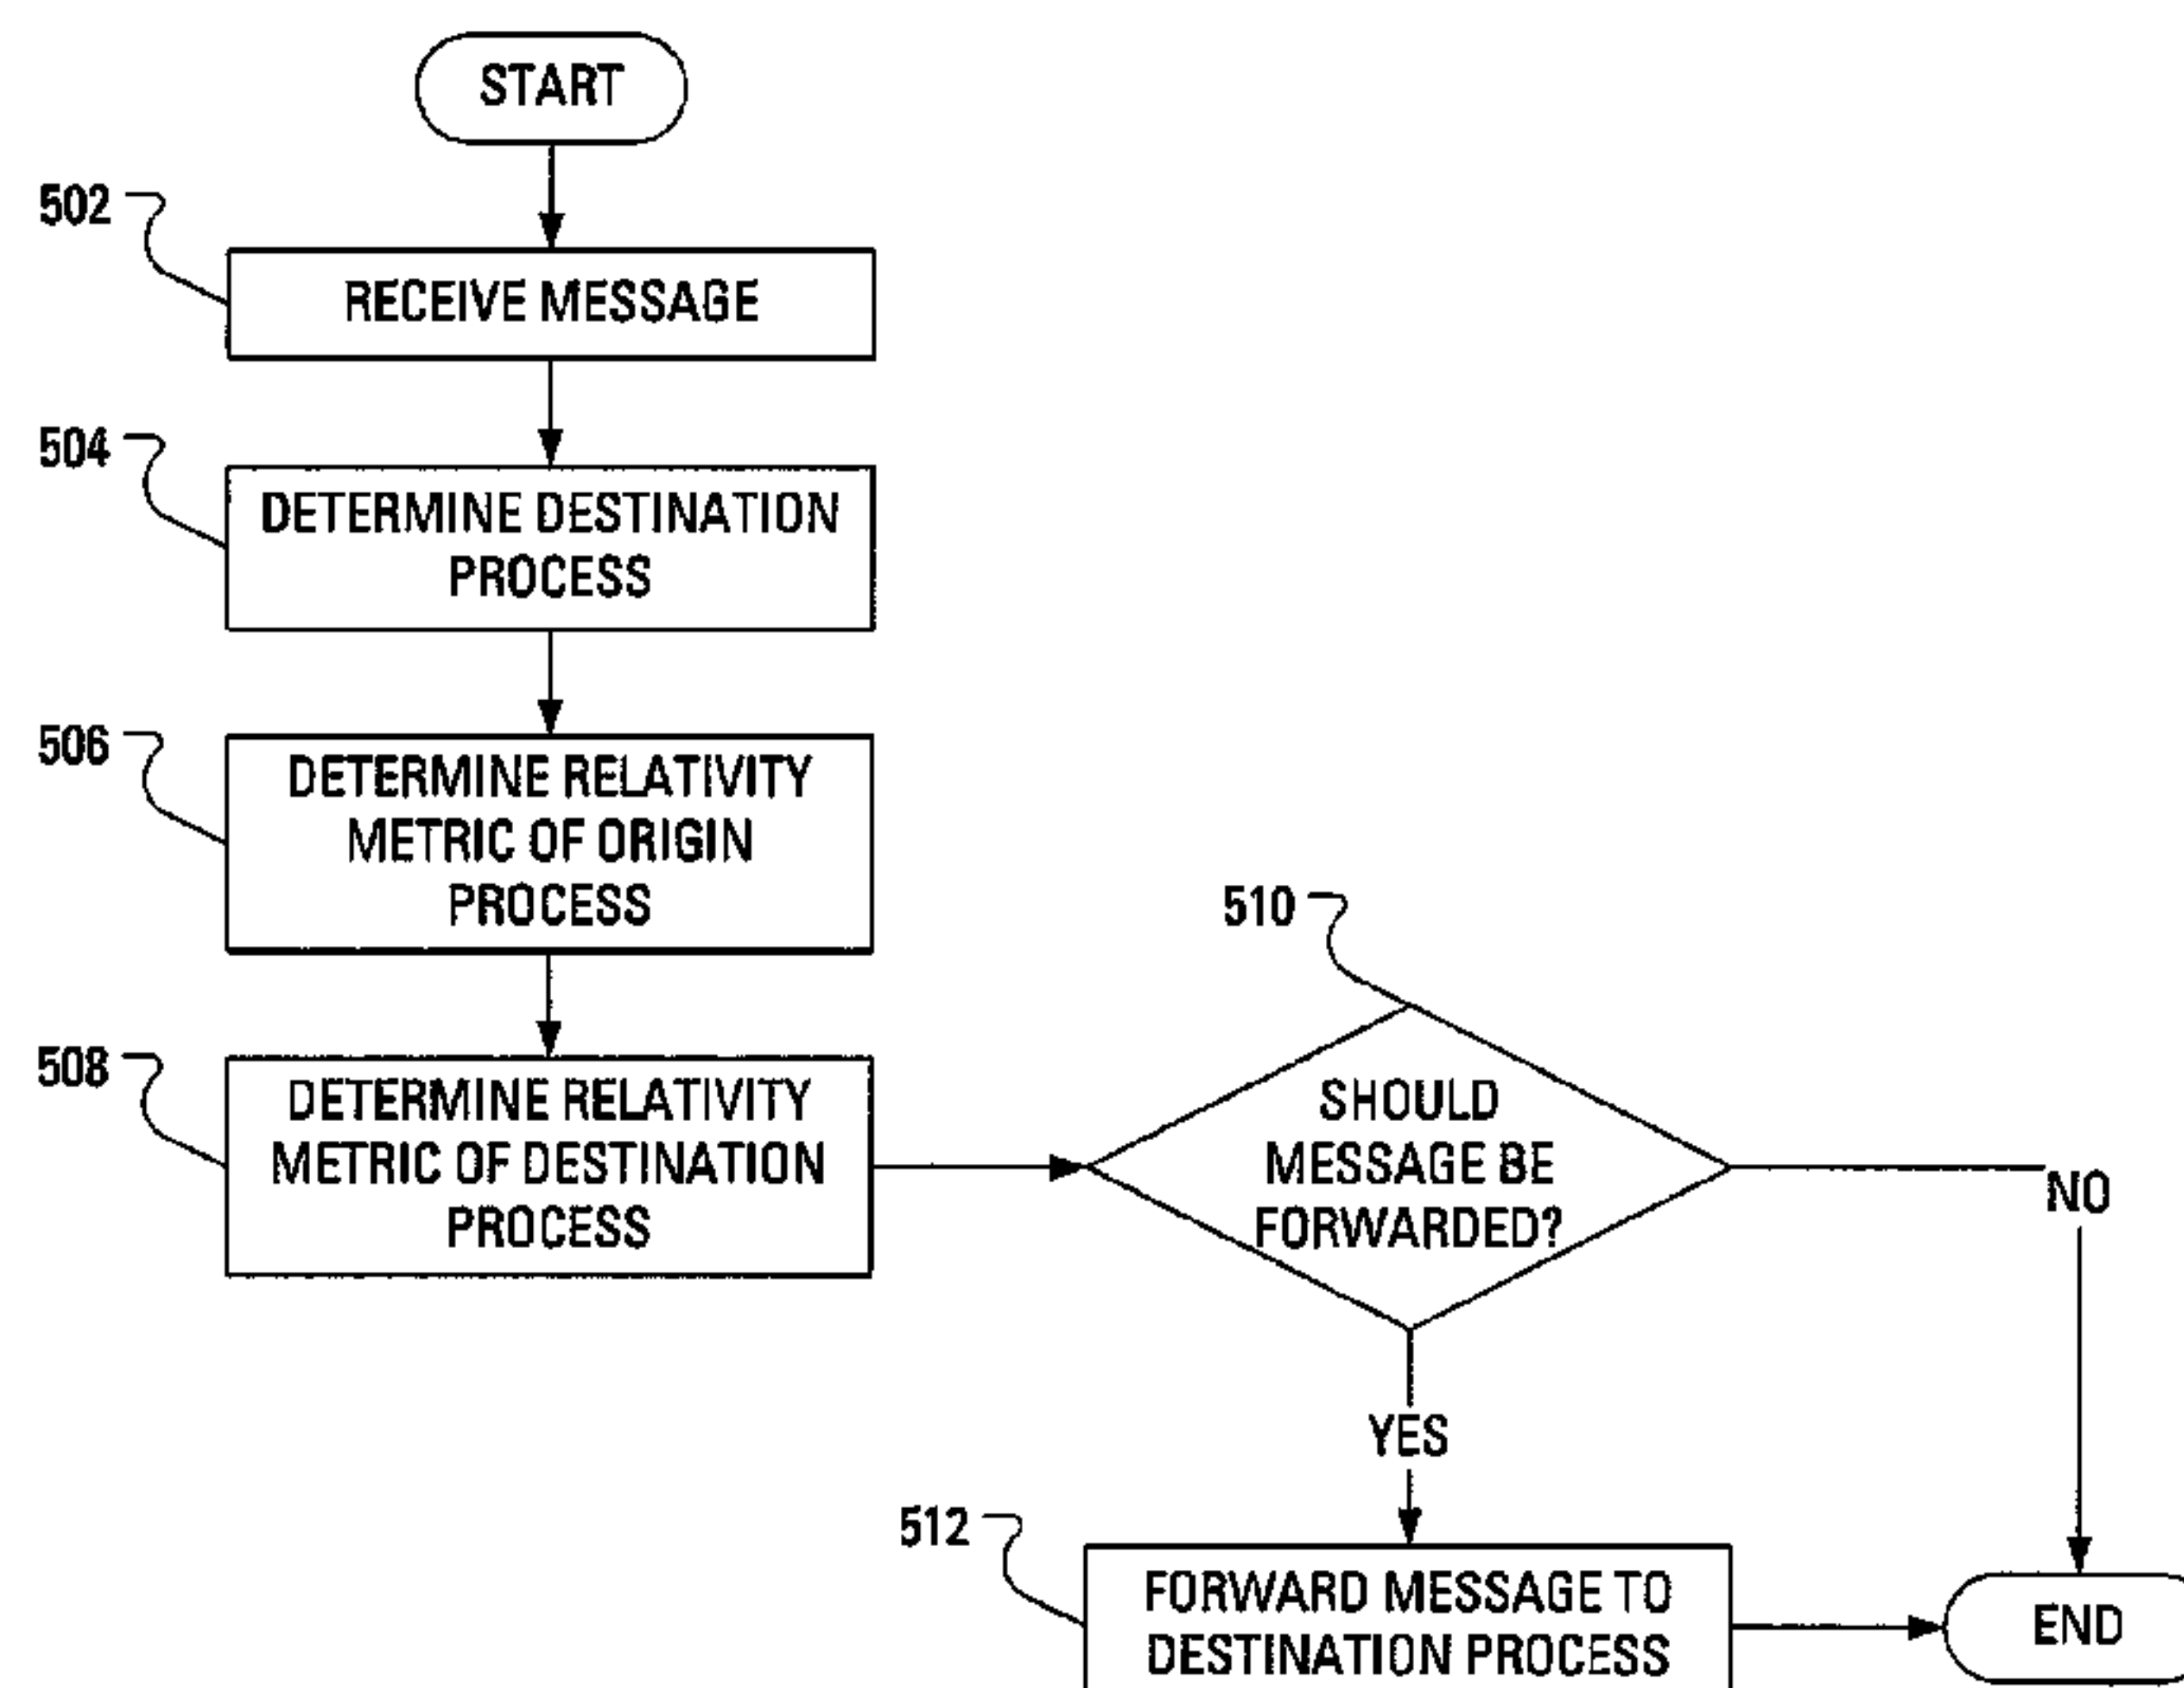 START
502
RECEIVE MESSAGE
504
DETERMINE DESTINATION
PROCESS
506
DETERMINE RELATIVITY
METRIC OF ORIGIN
PROCESS
508
DETERMINE RELATIVITY
METRIC OF DESTINATION
PROCESS
510
SHOULD
MESSAGE BE
FORWARDED?
NO
YES
512
FORWARD MESSAGE TO
DESTINATION PROCESS
END